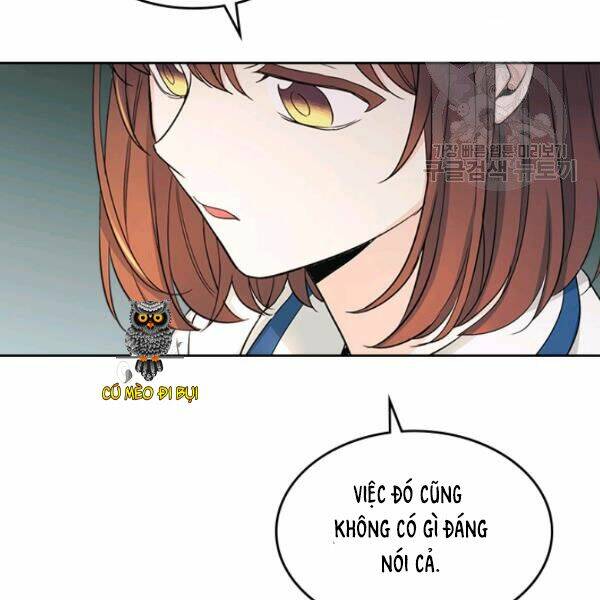 가장 빠른 웹툰 미리보기
구글검색 뉴토끼
CÚ MÈO ĐI BỤI
VIỆC ĐÓ CŨNG
KHÔNG CÓ GÌ ĐÁNG
NÓI CẢ.